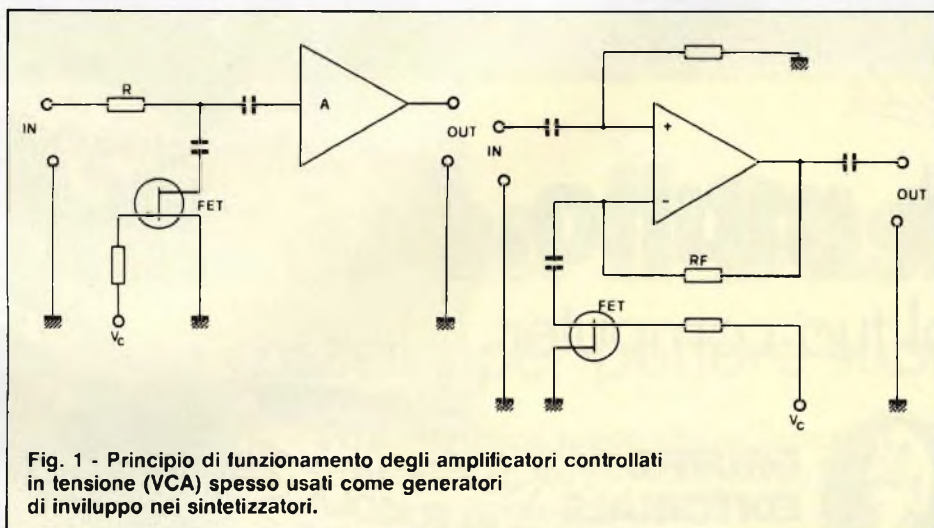 R
A
IN
OUT
FET
Vc
+
IN
-
OUT
RF
FET
Vc
Fig. 1 - Principio di funzionamento degli amplificatori controllati
in tensione (VCA) spesso usati come generatori
di inviluppo nei sintetizzatori.